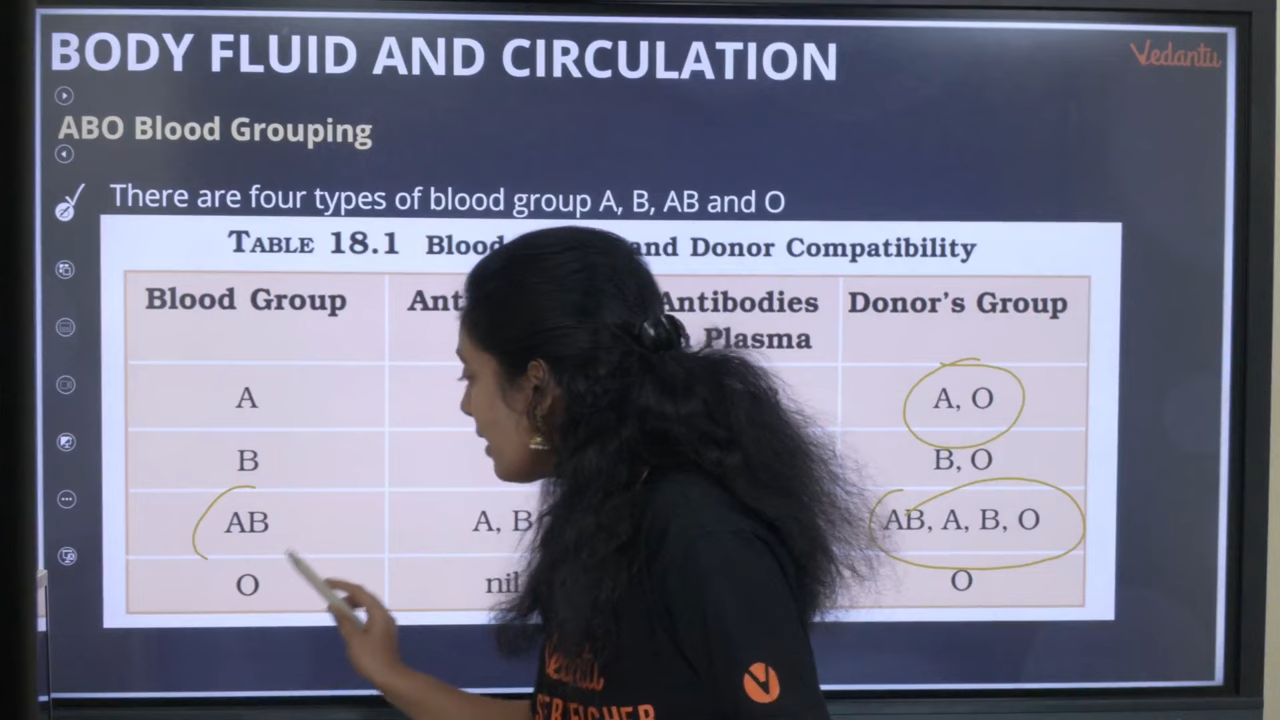 BODY FLUID AND CIRCULATION
Vedantu
ABO Blood Grouping
There are four types of blood group A, B, AB and O
TABLE 18.1 and Donor Compatibility
Blood Group Antibodies Donor's Group
Plasma
A A, O
B B, O
AB A, B AB, A, B, O
O nil O
Vedantu